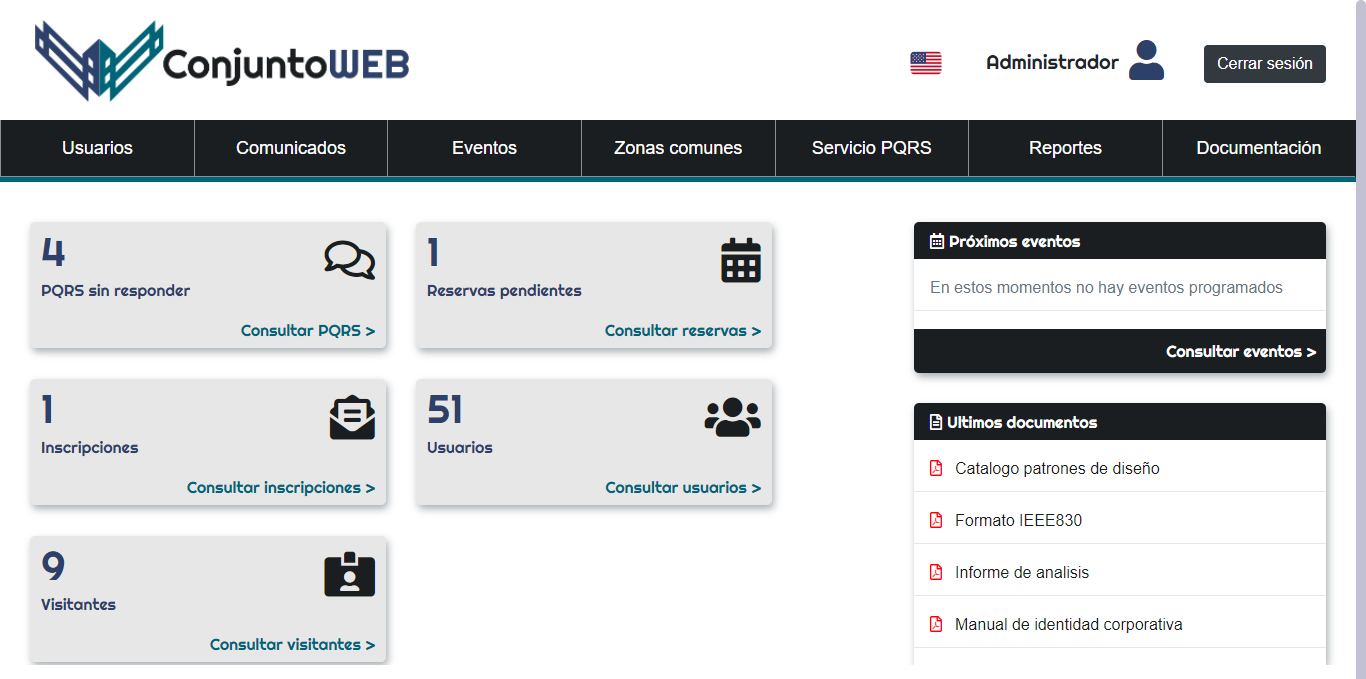 ConjuntoWEB
Administrador
Cerrar sesión
Usuarios
Comunicados
Eventos
Zonas comunes
Servicio PQRS
Reportes
Documentación
4
PQRS sin responder
Consultar PQRS >
1
Reservas pendientes
Consultar reservas >
1
Inscripciones
Consultar inscripciones >
51
Usuarios
Consultar usuarios >
9
Visitantes
Consultar visitantes >
Próximos eventos
En estos momentos no hay eventos programados
Consultar eventos >
Ultimos documentos
Catalogo patrones de diseño
Formato IEEE830
Informe de analisis
Manual de identidad corporativa